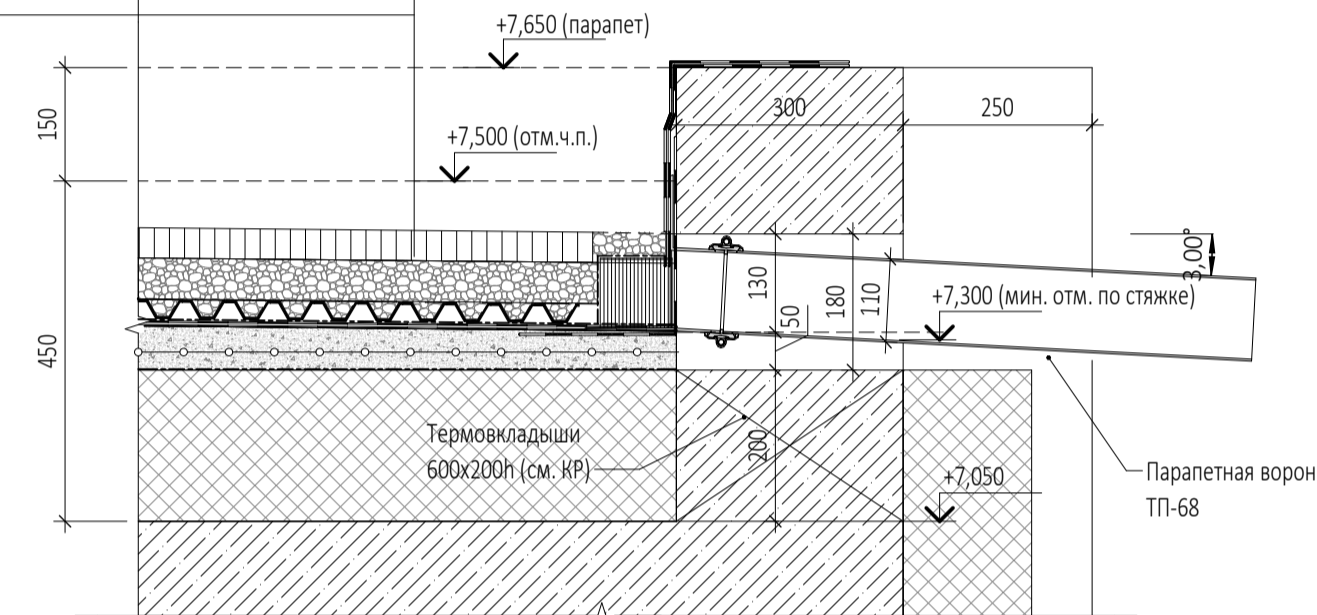 +7,650 (парапет)
150
300
250
+7,500 (отм.ч.п.)
3,00°
130
180
110
50
+7,300 (мин. отм. по стяжке)
450
Термовкладыши
600х200h (см. КР)
200
+7,050
Парапетная ворон
ТП-68